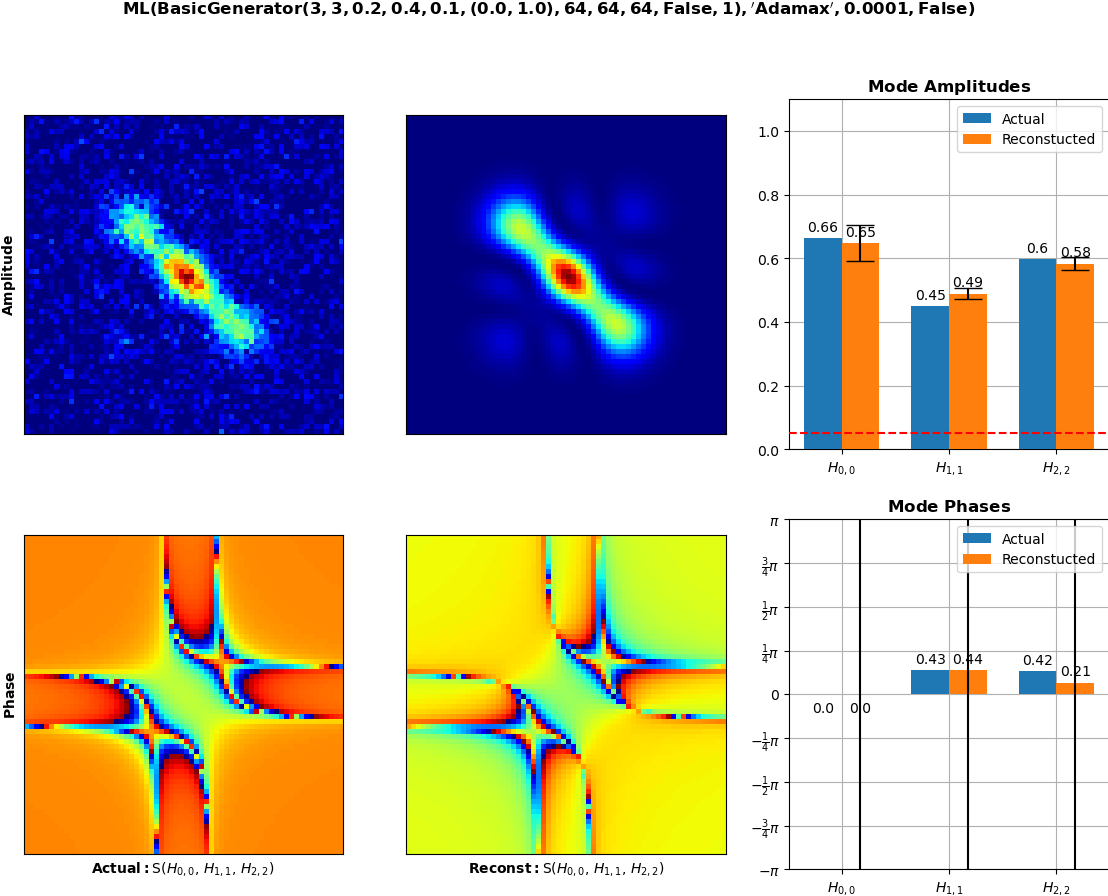 ML(BasicGenerator(3, 3, 0.2, 0.4, 0.1, (0.0, 1.0), 64, 64, 64, False, 1), ′Adamax′, 0.0001, False)
Amplitude
Mode Amplitudes
Actual
Reconstucted
1.0
0.8
0.6
0.4
0.2
0.0
0.66 0.65
0.45 0.49
0.6 0.58
H0,0 H1,1 H2,2
Phase
Actual: S(H0,0, H1,1, H2,2)
Reconst: S(H0,0, H1,1, H2,2)
Mode Phases
Actual
Reconstucted
π
3/4π
1/2π
1/4π
0
−1/4π
−1/2π
−3/4π
−π
0.0 0.0
0.43 0.44
0.42 0.21
H0,0 H1,1 H2,2